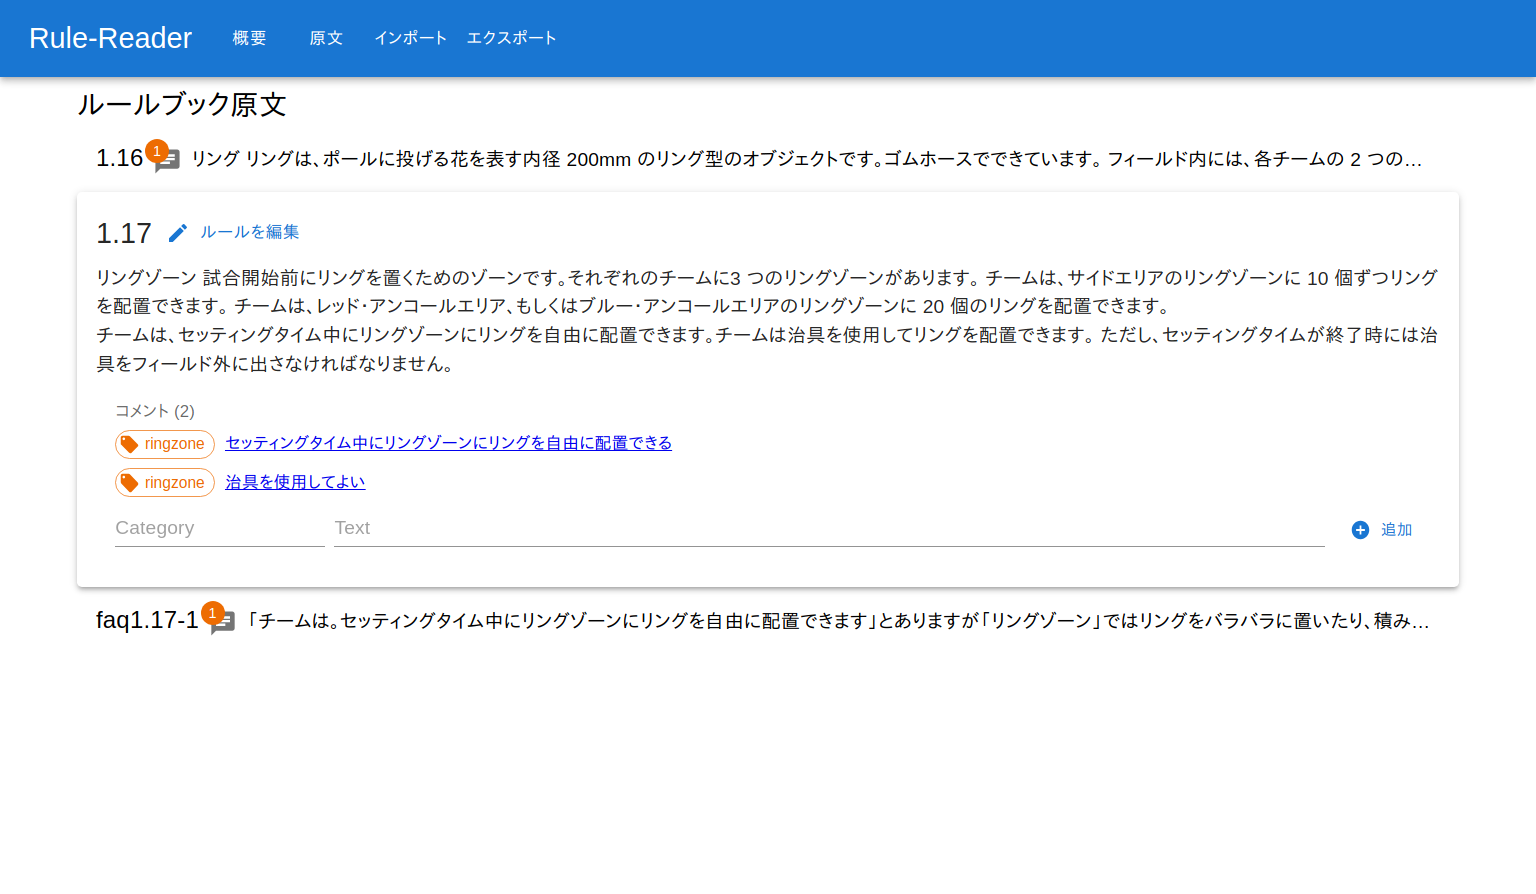 Rule-Reader 概要 原文 インポート エクスポート
ルールブック原文
1.16 1 リング リングは、ポールに投げる花を表す内径 200mm のリング型のオブジェクトです。ゴムホースでできています。 フィールド内には、各チームの 2 つの…
1.17 ルールを編集
リングゾーン 試合開始前にリングを置くためのゾーンです。それぞれのチームに3 つのリングゾーンがあります。 チームは、サイドエリアのリングゾーンに 10 個ずつリング
を配置できます。 チームは、レッド・アンコールエリア、もしくはブルー・アンコールエリアのリングゾーンに 20 個のリングを配置できます。
チームは、セッティングタイム中にリングゾーンにリングを自由に配置できます。チームは治具を使用してリングを配置できます。 ただし、セッティングタイムが終了時には治
具をフィールド外に出さなければなりません。
コメント (2)
ringzone セッティングタイム中にリングゾーンにリングを自由に配置できる
ringzone 治具を使用してよい
Category Text 追加
faq1.17-1 1 「チームは。セッティングタイム中にリングゾーンにリングを自由に配置できます」とありますが「リングゾーン」ではリングをバラバラに置いたり、積み…